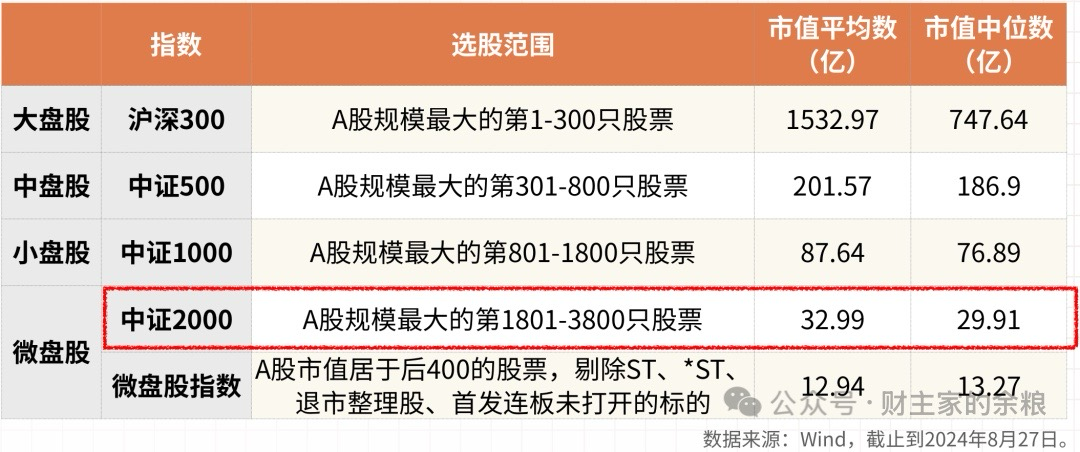 指数 选股范围 市值平均数（亿） 市值中位数（亿）
大盘股 沪深300 A股规模最大的第1-300只股票 1532.97 747.64
中盘股 中证500 A股规模最大的第301-800只股票 201.57 186.9
小盘股 中证1000 A股规模最大的第801-1800只股票 87.64 76.89
微盘股 中证2000 A股规模最大的第1801-3800只股票 32.99 29.91
微盘股指数 A股市值居于后400的股票，剔除ST、*ST、退市整理股、首发连板未打开的标的 12.94 13.27
公众号·财主家的余粮
数据来源：Wind，截止到2024年8月27日。